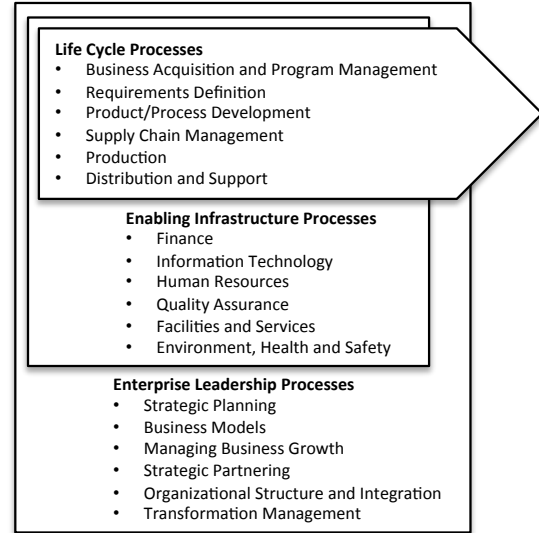 Life Cycle Processes
• Business Acquisition and Program Management
• Requirements Definition
• Product/Process Development
• Supply Chain Management
• Production
• Distribution and Support
Enabling Infrastructure Processes
• Finance
• Information Technology
• Human Resources
• Quality Assurance
• Facilities and Services
• Environment, Health and Safety
Enterprise Leadership Processes
• Strategic Planning
• Business Models
• Managing Business Growth
• Strategic Partnering
• Organizational Structure and Integration
• Transformation Management